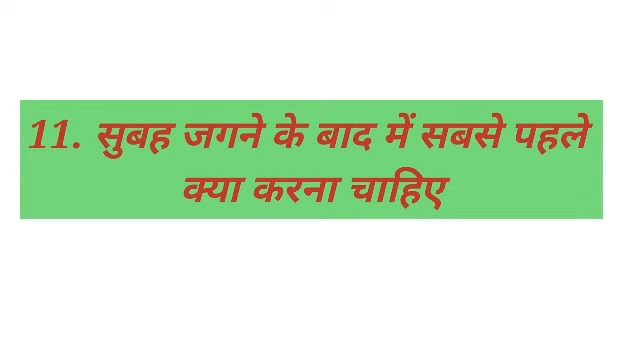 11. सुबह जगने के बाद में सबसे पहले
क्या करना चाहिए